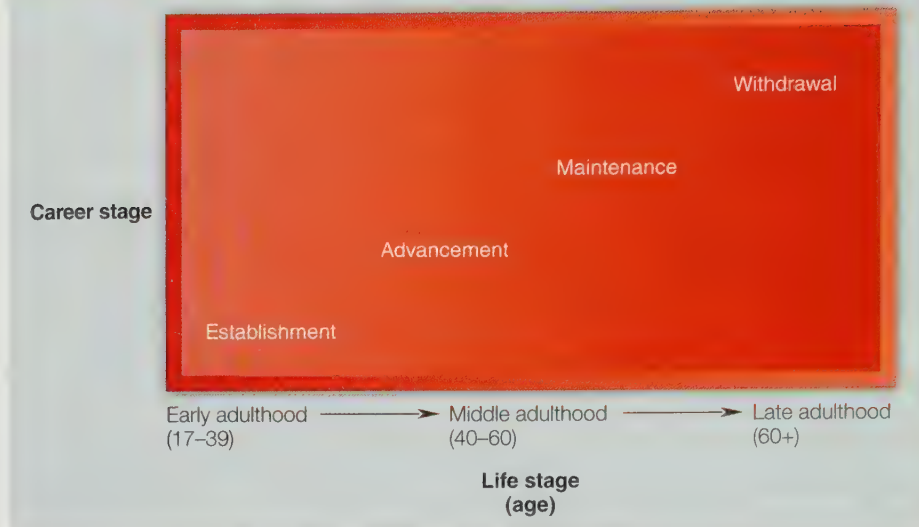 Withdrawal
Maintenance
Career stage
Advancement
Establishment
Early adulthood
(17–39)
Middle adulthood
(40–60)
Late adulthood
(60+)
Life stage
(age)